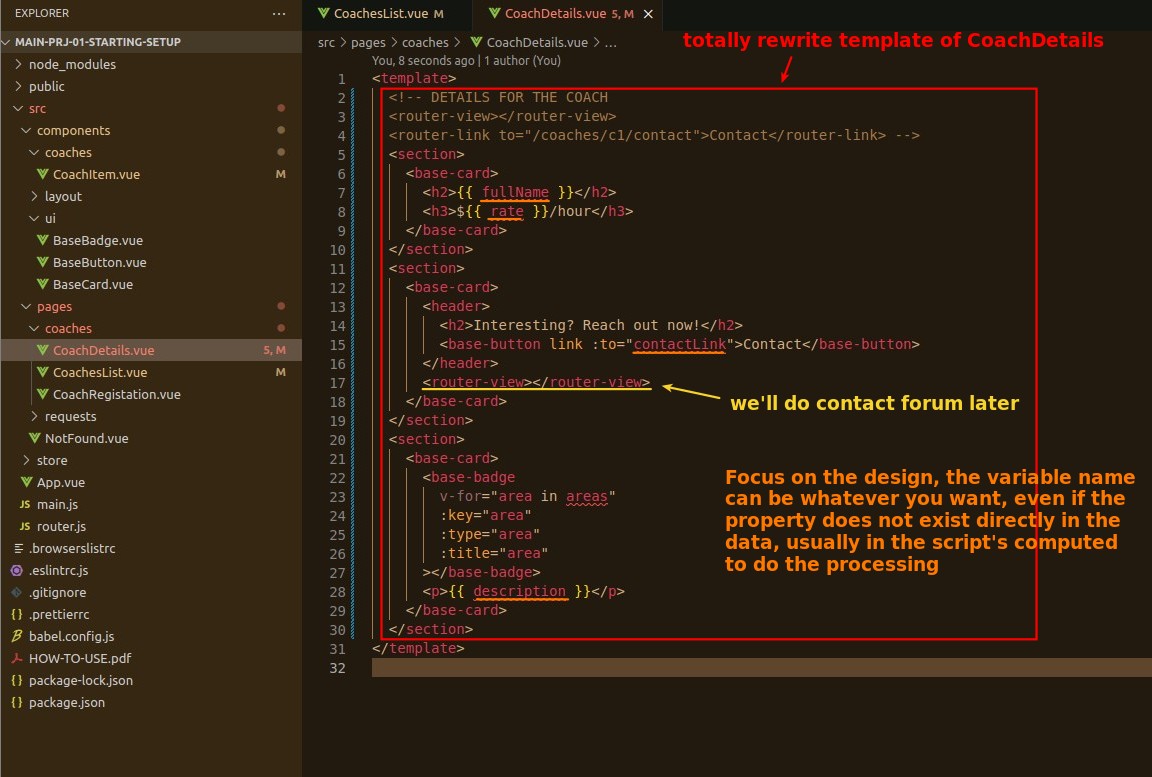 EXPLORER
···
MAIN-PRJ-01-STARTING-SETUP
node_modules
public
src
components
coaches
CoachItem.vue M
layout
ui
BaseBadge.vue
BaseButton.vue
BaseCard.vue
pages
coaches
CoachDetails.vue 5, M
CoachesList.vue M
CoachRegistation.vue
requests
NotFound.vue
store
App.vue
JS main.js
JS router.js
.browserslistrc
.eslintrc.js
.gitignore
{} .prettierrc
babel.config.js
HOW-TO-USE.pdf
{} package-lock.json
{} package.json
CoachesList.vue M
CoachDetails.vue 5, M
src > pages > coaches > CoachDetails.vue > ...
totally rewrite template of CoachDetails
You, 8 seconds ago | 1 author (You)
1 <template>
2 <!-- DETAILS FOR THE COACH
3 <router-view></router-view>
4 <router-link to="/coaches/c1/contact">Contact</router-link> -->
5 <section>
6 <base-card>
7 <h2>{{ fullName }}</h2>
8 <h3>${{ rate }}/hour</h3>
9 </base-card>
10 </section>
11 <section>
12 <base-card>
13 <header>
14 <h2>Interesting? Reach out now!</h2>
15 <base-button link :to="contactLink">Contact</base-button>
16 </header>
17 <router-view></router-view>
18 </base-card>
19 </section>
20 <section>
21 <base-card>
22 <base-badge
23 v-for="area in areas"
24 :key="area"
25 :type="area"
26 :title="area"
27 ></base-badge>
28 <p>{{ description }}</p>
29 </base-card>
30 </section>
31 </template>
32
we'll do contact forum later
Focus on the design, the variable name
can be whatever you want, even if the
property does not exist directly in the
data, usually in the script's computed
to do the processing